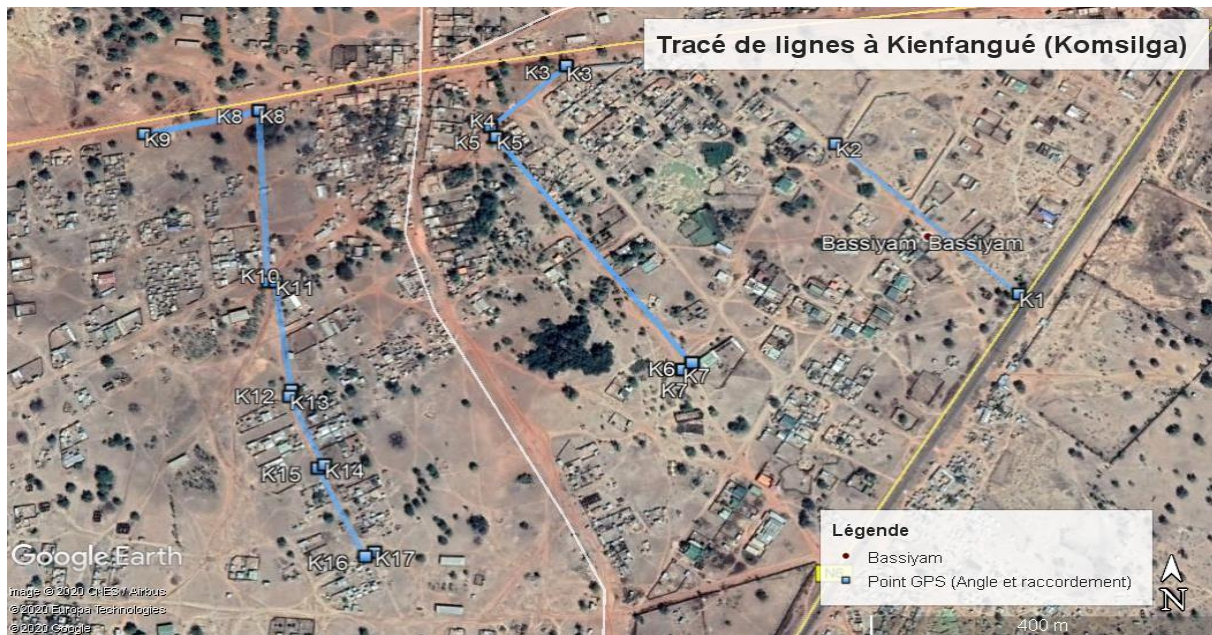 Tracé de lignes à Kienfangué (Komsilga)
K3 K3
K8 K8
K9
K4
K5 K5
K2
Bassiyam Bassiyam
K10
K11
K1
K6
K7
K7
K12
K13
K15
K14
K16
K17
Légende
Bassiyam
Point GPS (Angle et raccordement)
N6
N
400 m
Google Earth
Image © 2020 CNES / Airbus
© 2020 Europa Technologies
© 2020 Google